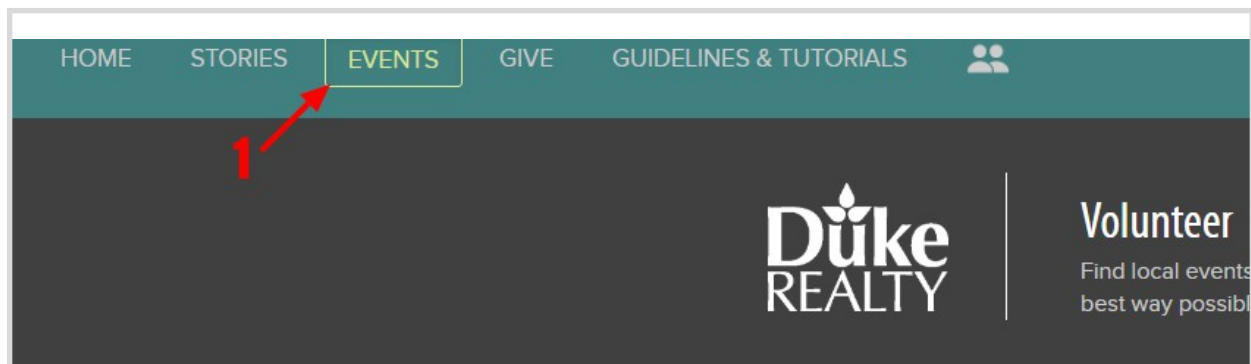 HOME STORIES EVENTS GIVE GUIDELINES & TUTORIALS
1
Duke
REALTY
Volunteer
Find local events
best way possibl